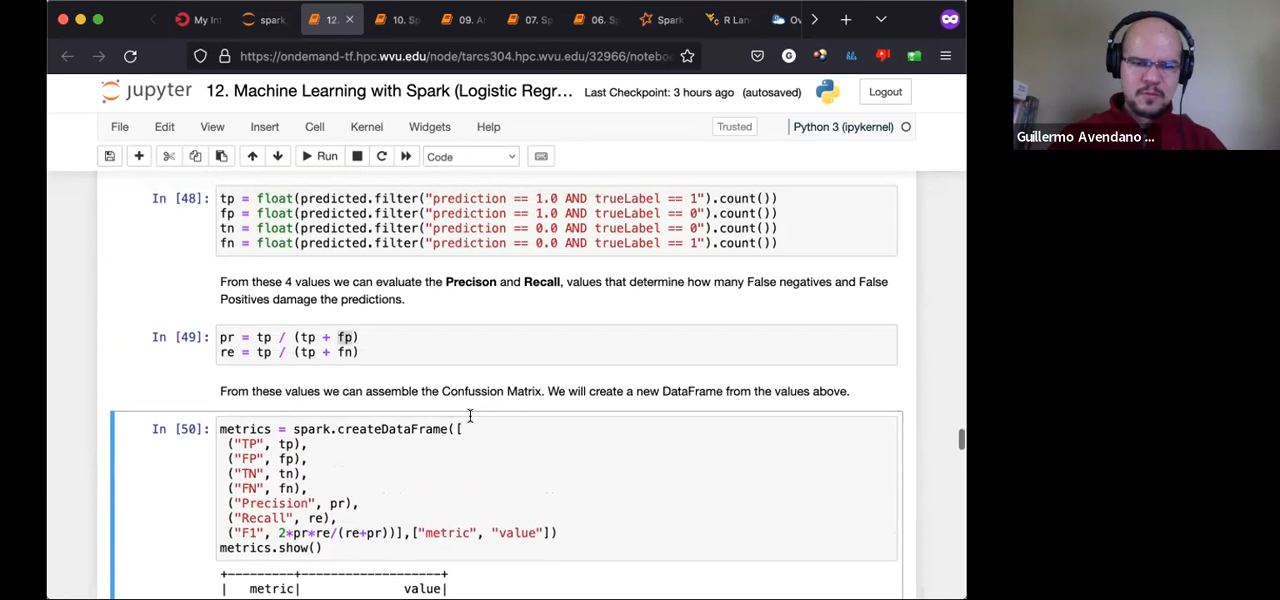 My In
spark
12.
10. Sp
09. A
07. Sp
06. S
Spark
R Lan
Ov
https://ondemand-tf.hpc.wvu.edu/node/tarcs304.hpc.wvu.edu/32966/notebo
jupyter
12. Machine Learning with Spark (Logistic Regr... Last Checkpoint: 3 hours ago (autosaved)
Logout
File Edit View Insert Cell Kernel Widgets Help
Trusted
Python 3 (ipykernel)
Run
Code
In [48]: tp = float(predicted.filter("prediction == 1.0 AND trueLabel == 1").count())
fp = float(predicted.filter("prediction == 1.0 AND trueLabel == 0").count())
tn = float(predicted.filter("prediction == 0.0 AND trueLabel == 0").count())
fn = float(predicted.filter("prediction == 0.0 AND trueLabel == 1").count())
From these 4 values we can evaluate the Precison and Recall, values that determine how many False negatives and False
Positives damage the predictions.
In [49]: pr = tp / (tp + fp)
re = tp / (tp + fn)
From these values we can assemble the Confussion Matrix. We will create a new DataFrame from the values above.
In [50]: metrics = spark.createDataFrame([
("TP", tp),
("FP", fp),
("TN", tn),
("FN", fn),
("Precision", pr),
("Recall", re),
("F1", 2*pr*re/(re+pr))],["metric", "value"])
metrics.show()
+---------+-------------------+
| metric| value|
Guillermo Avendano ...